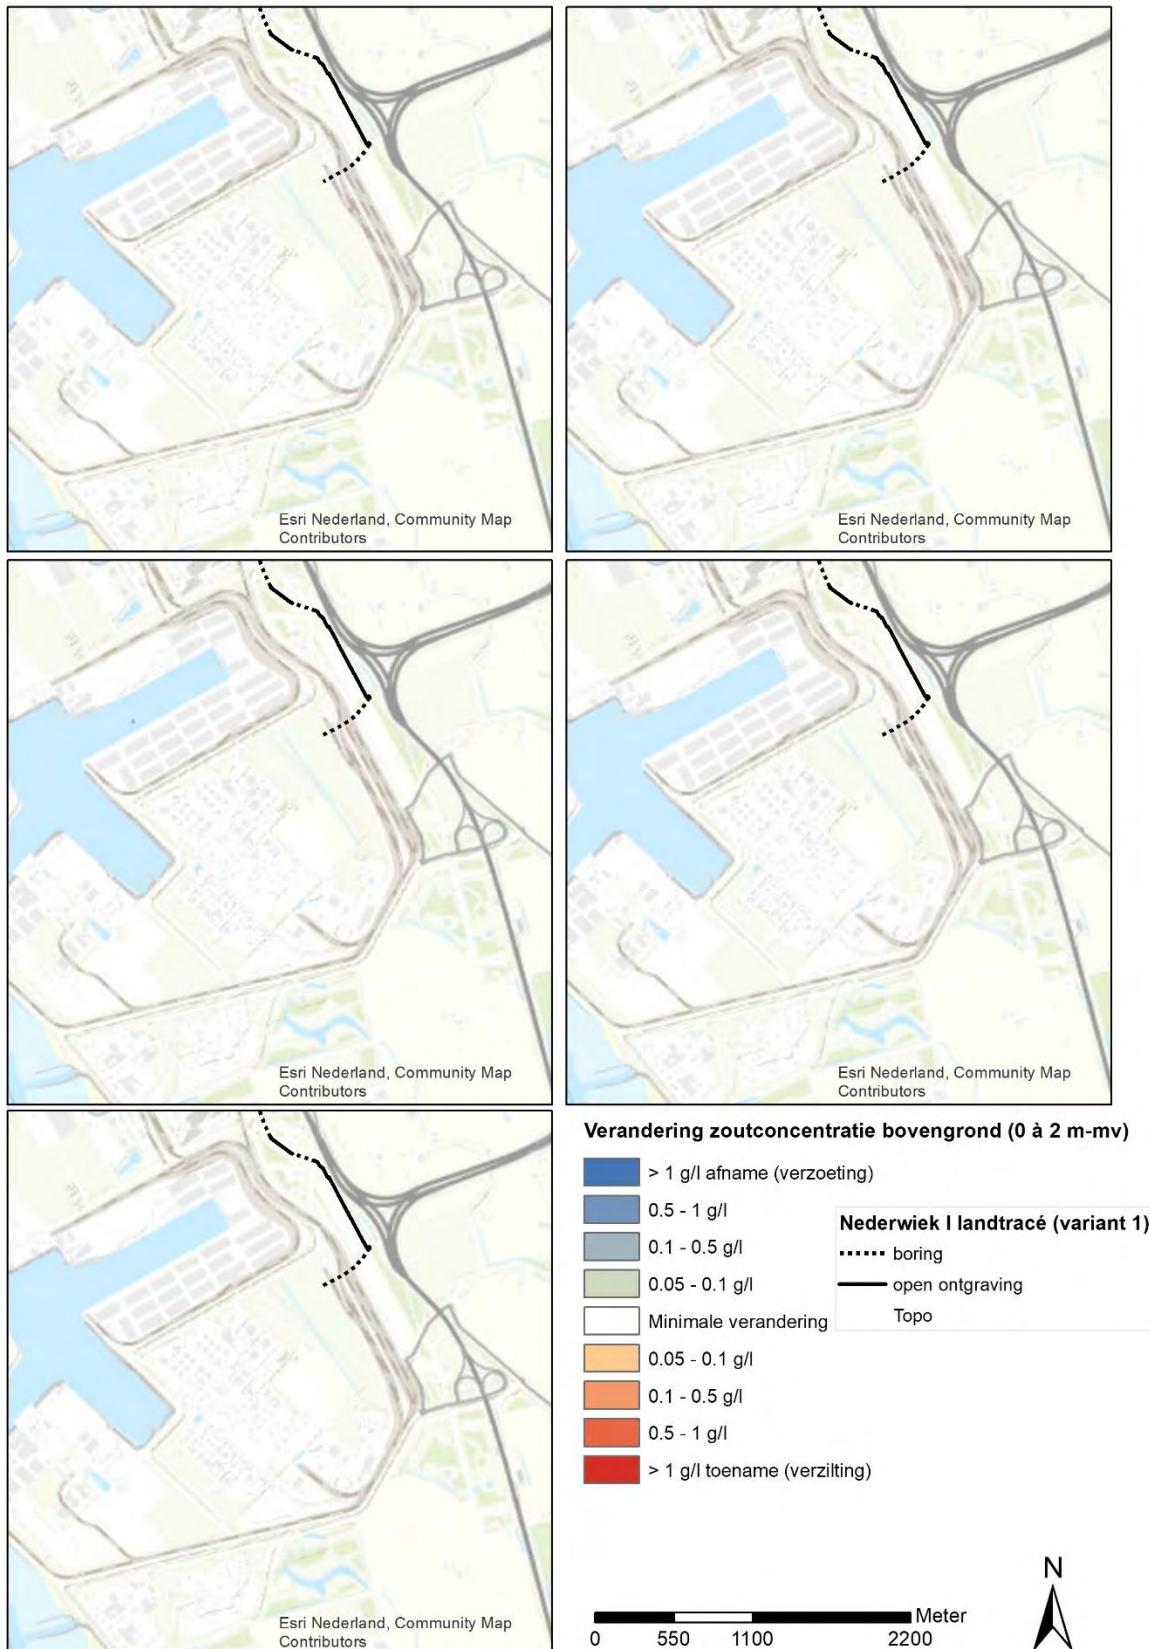 Esri Nederland, Community Map
Contributors
Esri Nederland, Community Map
Contributors
Esri Nederland, Community Map
Contributors
Esri Nederland, Community Map
Contributors
Esri Nederland, Community Map
Contributors
Verandering zoutconcentratie bovengrond (0 à 2 m-mv)
> 1 g/l afname (verzoeting)
0.5 - 1 g/l
0.1 - 0.5 g/l
0.05 - 0.1 g/l
Minimale verandering
0.05 - 0.1 g/l
0.1 - 0.5 g/l
0.5 - 1 g/l
> 1 g/l toename (verzilting)
Nederwiek I landtracé (variant 1)
boring
open ontgraving
Topo
N
Meter
0 550 1100 2200